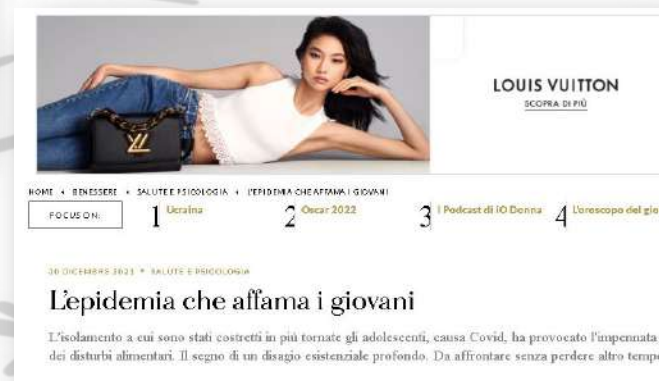 LOUIS VUITTON
SCOPRA DI PIÙ
HOME BENESSERE SALUTE E PSICOLOGIA L'EPIDEMIA CHE AFFAMA I GIOVANI
FOCUS ON: 1 Ucraina 2 Oscar 2022 3 I Podcast di iO Donna 4 L'oroscopo del gio
20 DICEMBRE 2021 SALUTE E PSICOLOGIA
L'epidemia che affama i giovani
L'isolamento a cui sono stati costretti in più tornate gli adolescenti, causa Covid, ha provocato l'impennata
dei disturbi alimentari. Il segno di un disagio esistenziale profondo. Da affrontare senza perdere altro tempo